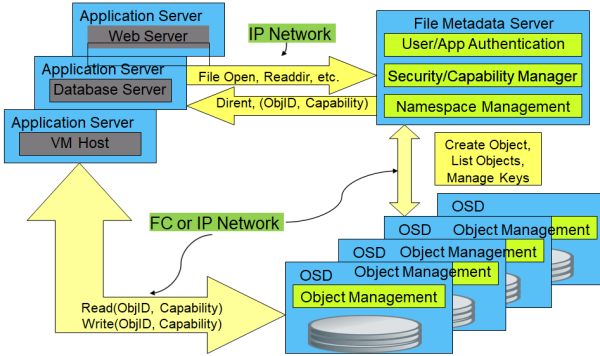 Application Server
Web Server
Application Server
Database Server
Application Server
VM Host
IP Network
File Open, Readdir, etc.
Dirent, (ObjID, Capability)
File Metadata Server
User/App Authentication
Security/Capability Manager
Namespace Management
Create Object,
List Objects,
Manage Keys
FC or IP Network
Read(ObjID, Capability)
Write(ObjID, Capability)
OSD
Object Management
OSD
Object Management
OSD
Object Management
OSD
Object Management